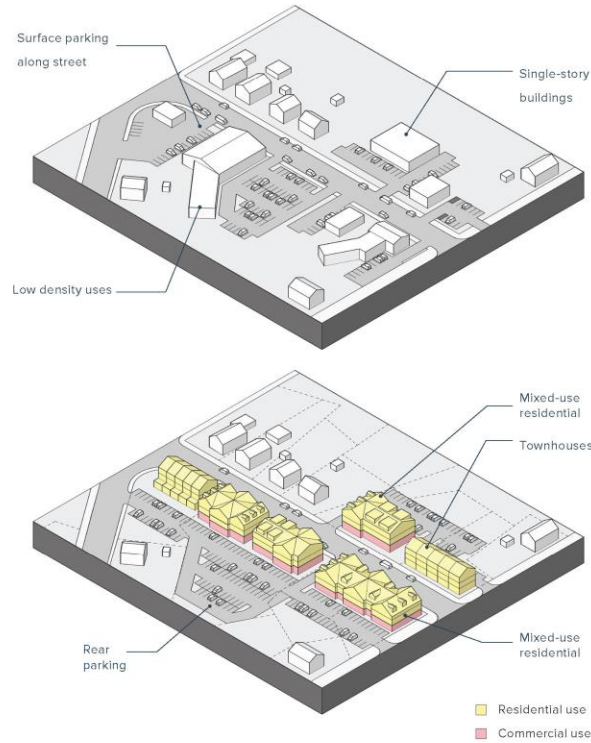 Surface parking
along street
Single-story
buildings
Low density uses
Mixed-use
residential
Townhouses
Rear
parking
Mixed-use
residential
Residential use
Commercial use